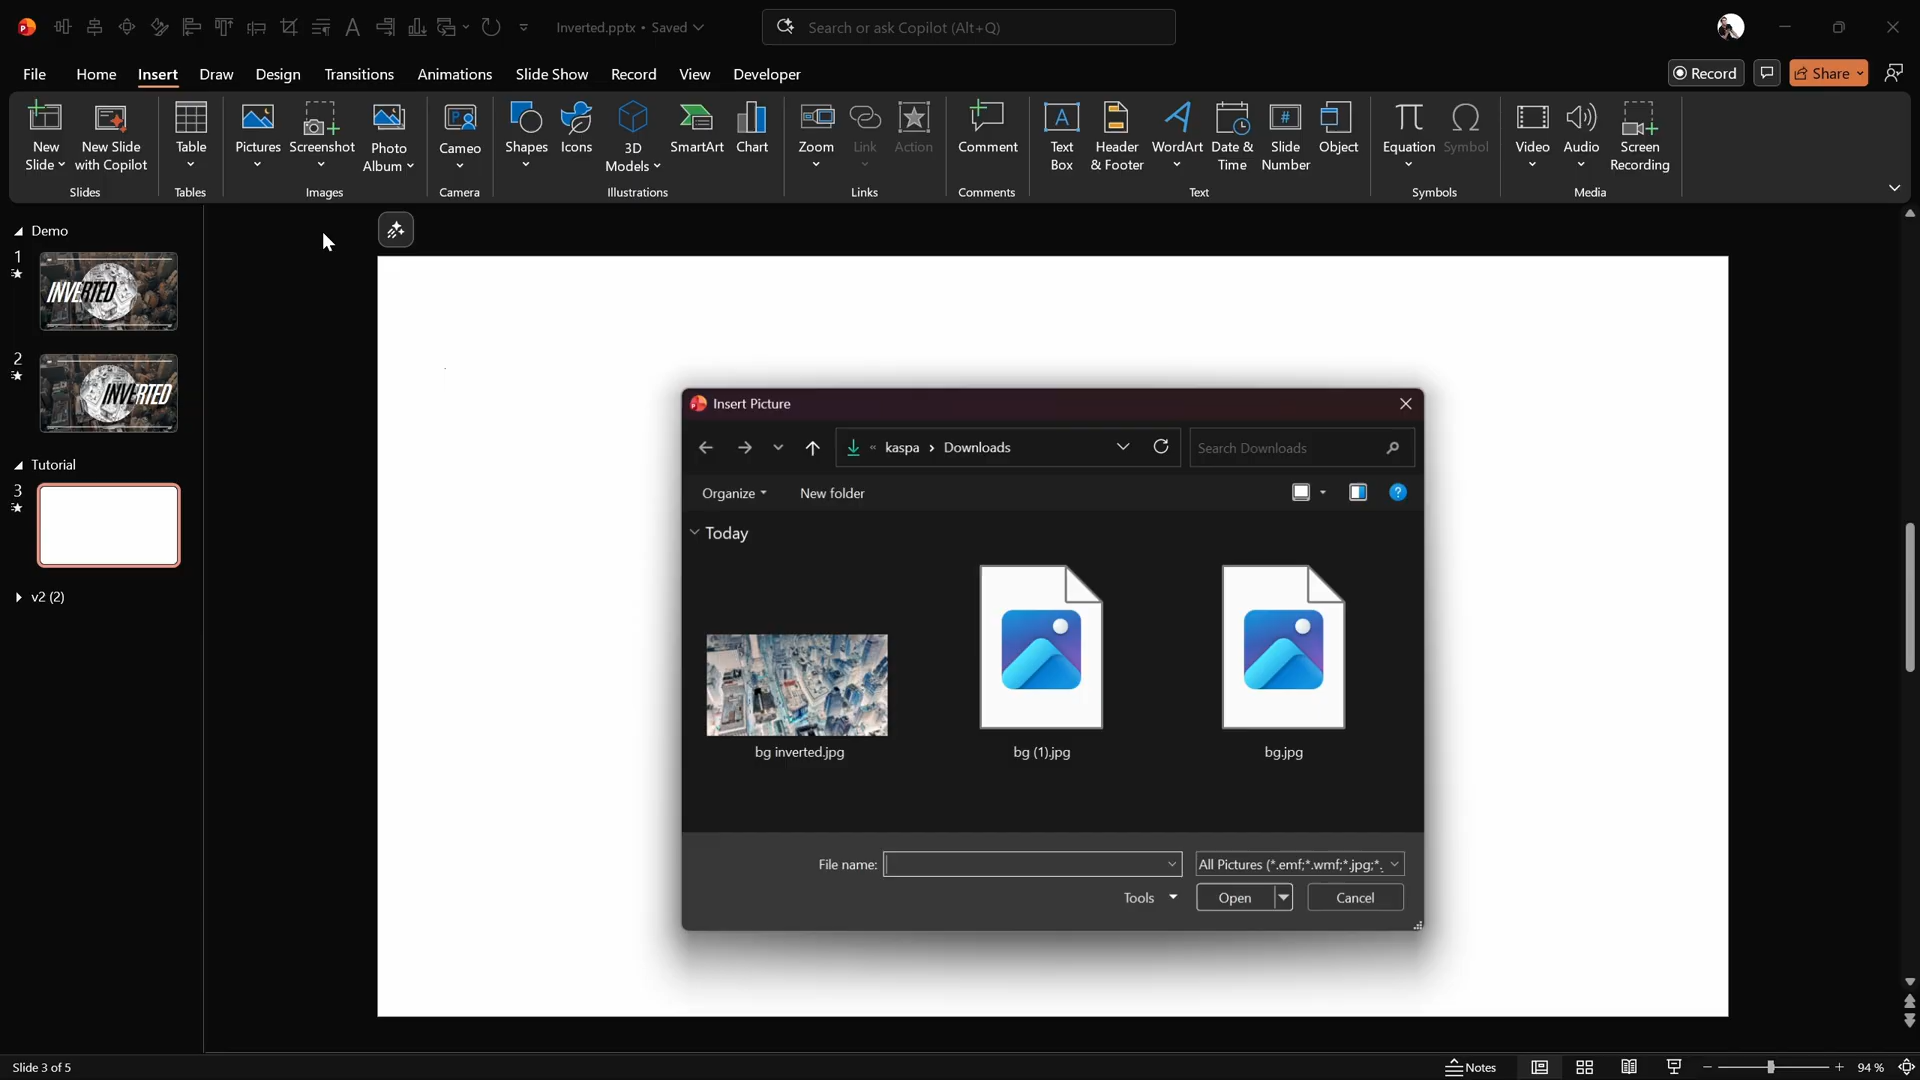 Inverted.pptx • Saved
Search or ask Copilot (Alt+Q)
File Home Insert Draw Design Transitions Animations Slide Show Record View Developer
Record
Share
New Slide
New Slide with Copilot
Slides
Table
Tables
Pictures
Screenshot
Photo Album
Images
Cameo
Camera
Shapes
Icons
3D Models
SmartArt
Chart
Illustrations
Zoom
Link
Action
Links
Comment
Comments
Text Box
Header & Footer
WordArt
Date & Time
Slide Number
Object
Text
Equation
Symbol
Symbols
Video
Audio
Screen Recording
Media
Demo
1
INVERTED
2
INVERTED
Tutorial
3
v2 (2)
Insert Picture
« kaspa › Downloads
Search Downloads
Organize
New folder
Today
bg inverted.jpg
bg (1).jpg
bg.jpg
File name:
All Pictures (*.emf;*.wmf;*.jpg;*.
Tools
Open
Cancel
Slide 3 of 5
Notes
94 %